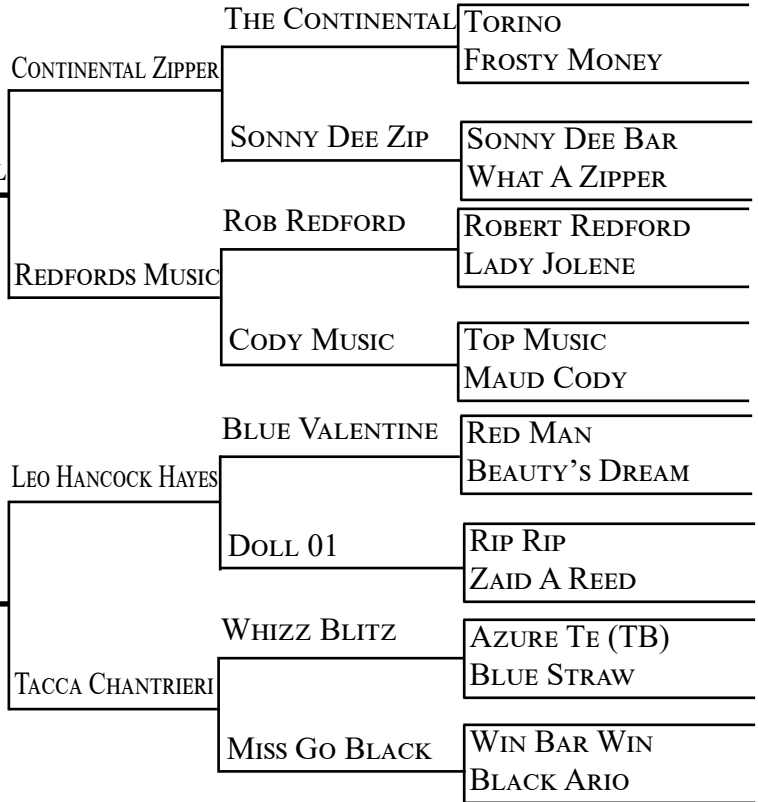 The Continental
Torino
Frosty Money
Continental Zipper
Sonny Dee Zip
Sonny Dee Bar
What A Zipper
Rob Redford
Robert Redford
Lady Jolene
Redfords Music
Cody Music
Top Music
Maud Cody
Blue Valentine
Red Man
Beauty’s Dream
Leo Hancock Hayes
Doll 01
Rip Rip
Zaid A Reed
Whizz Blitz
Azure Te (TB)
Blue Straw
Tacca Chantrieri
Miss Go Black
Win Bar Win
Black Ario